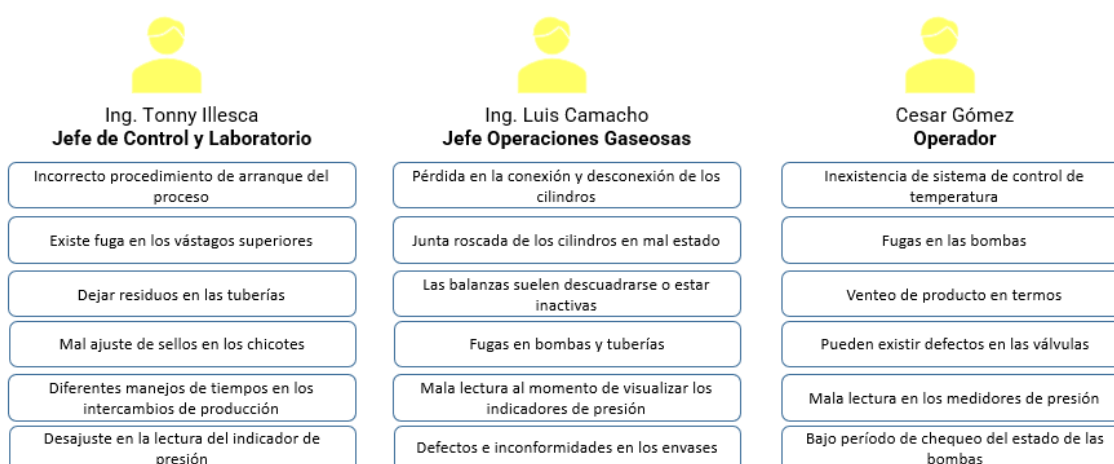 Ing. Tonny Illesca
Jefe de Control y Laboratorio
Incorrecto procedimiento de arranque del
proceso
Existe fuga en los vástagos superiores
Dejar residuos en las tuberías
Mal ajuste de sellos en los chicotes
Diferentes manejos de tiempos en los
intercambios de producción
Desajuste en la lectura del indicador de
presión
Ing. Luis Camacho
Jefe Operaciones Gaseosas
Pérdida en la conexión y desconexión de los
cilindros
Junta roscada de los cilindros en mal estado
Las balanzas suelen descuadrarse o estar
inactivas
Fugas en bombas y tuberías
Mala lectura al momento de visualizar los
indicadores de presión
Defectos e inconformidades en los envases
Cesar Gómez
Operador
Inexistencia de sistema de control de
temperatura
Fugas en las bombas
Venteo de producto en termos
Pueden existir defectos en las válvulas
Mala lectura en los medidores de presión
Bajo período de chequeo del estado de las
bombas